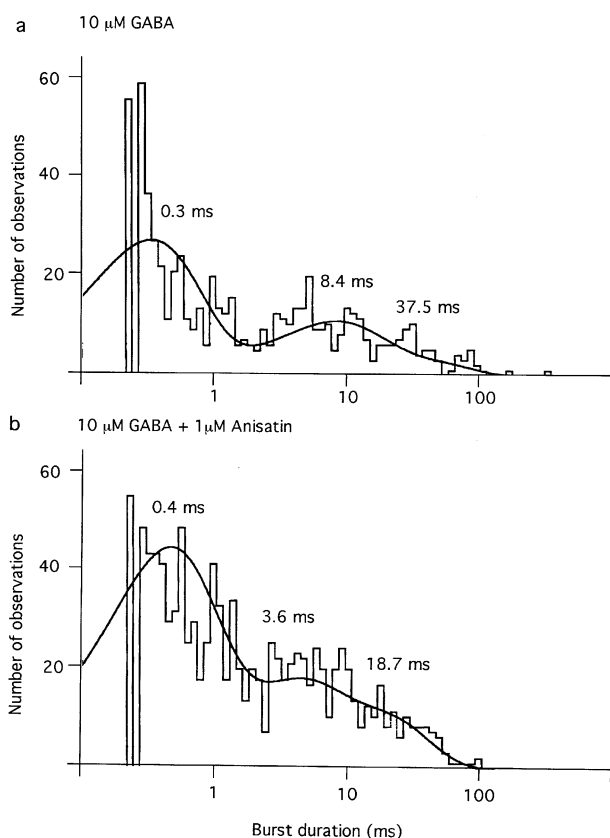 a
10 µM GABA
Number of observations
60
40
20
0.3 ms
8.4 ms
37.5 ms
1
10
100
b
10 µM GABA + 1µM Anisatin
Number of observations
60
40
20
0.4 ms
3.6 ms
18.7 ms
1
10
100
Burst duration (ms)